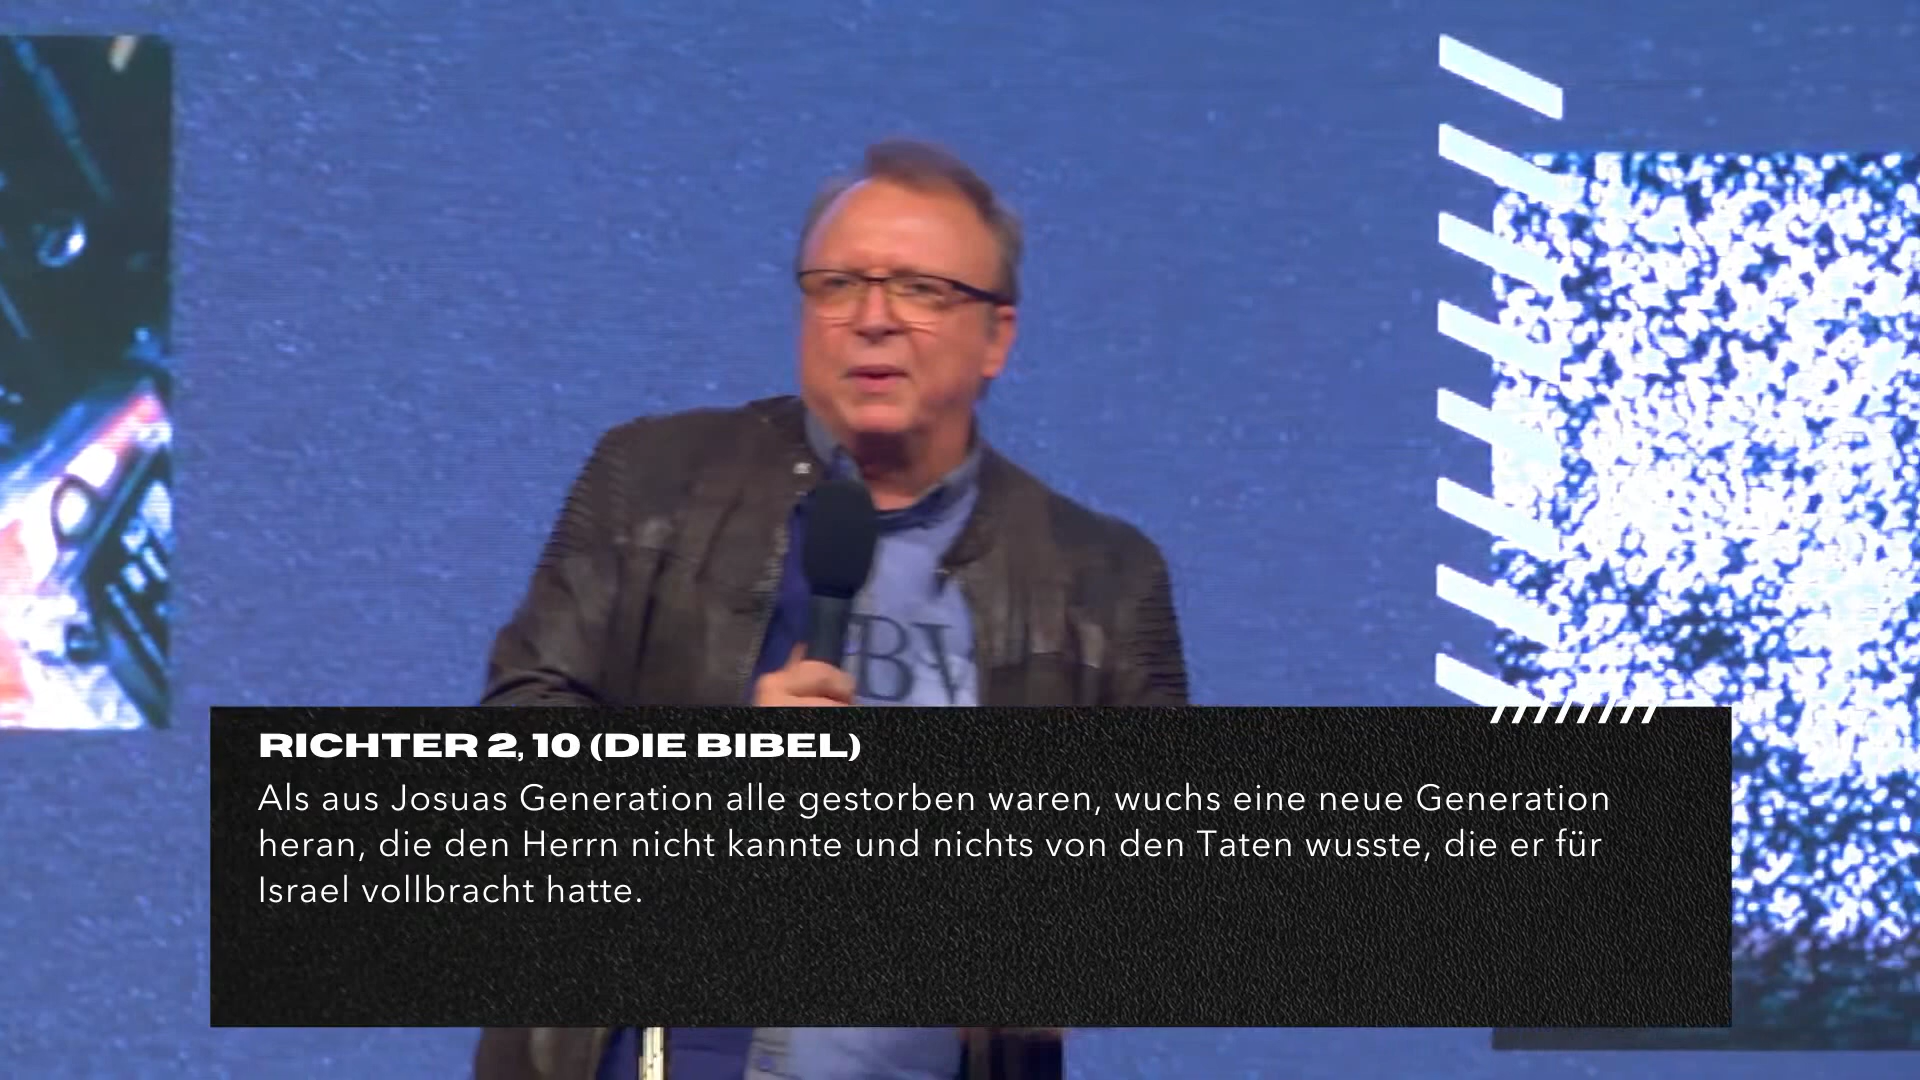 RICHTER 2, 10 (DIE BIBEL)
Als aus Josuas Generation alle gestorben waren, wuchs eine neue Generation
heran, die den Herrn nicht kannte und nichts von den Taten wusste, die er für
Israel vollbracht hatte.